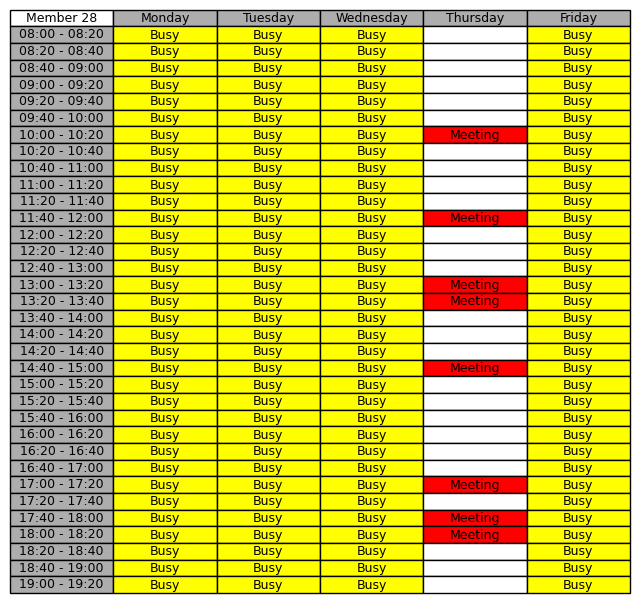 Member 28 Monday Tuesday Wednesday Thursday Friday
08:00 - 08:20 Busy Busy Busy Busy
08:20 - 08:40 Busy Busy Busy Busy
08:40 - 09:00 Busy Busy Busy Busy
09:00 - 09:20 Busy Busy Busy Busy
09:20 - 09:40 Busy Busy Busy Busy
09:40 - 10:00 Busy Busy Busy Busy
10:00 - 10:20 Busy Busy Busy Meeting Busy
10:20 - 10:40 Busy Busy Busy Busy
10:40 - 11:00 Busy Busy Busy Busy
11:00 - 11:20 Busy Busy Busy Busy
11:20 - 11:40 Busy Busy Busy Busy
11:40 - 12:00 Busy Busy Busy Meeting Busy
12:00 - 12:20 Busy Busy Busy Busy
12:20 - 12:40 Busy Busy Busy Busy
12:40 - 13:00 Busy Busy Busy Busy
13:00 - 13:20 Busy Busy Busy Meeting Busy
13:20 - 13:40 Busy Busy Busy Meeting Busy
13:40 - 14:00 Busy Busy Busy Busy
14:00 - 14:20 Busy Busy Busy Busy
14:20 - 14:40 Busy Busy Busy Busy
14:40 - 15:00 Busy Busy Busy Meeting Busy
15:00 - 15:20 Busy Busy Busy Busy
15:20 - 15:40 Busy Busy Busy Busy
15:40 - 16:00 Busy Busy Busy Busy
16:00 - 16:20 Busy Busy Busy Busy
16:20 - 16:40 Busy Busy Busy Busy
16:40 - 17:00 Busy Busy Busy Busy
17:00 - 17:20 Busy Busy Busy Meeting Busy
17:20 - 17:40 Busy Busy Busy Busy
17:40 - 18:00 Busy Busy Busy Meeting Busy
18:00 - 18:20 Busy Busy Busy Meeting Busy
18:20 - 18:40 Busy Busy Busy Busy
18:40 - 19:00 Busy Busy Busy Busy
19:00 - 19:20 Busy Busy Busy Busy